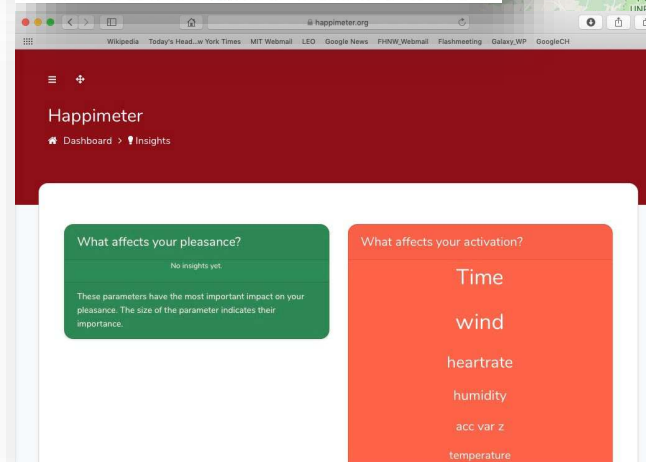 happimeter.org
Wikipedia Today's Head...w York Times MIT Webmail LEO Google News FHNW_Webmail Flashmeeting Galaxy_WP GoogleCH
Happimeter
Dashboard > Insights
What affects your pleasance?
No insights yet.
These parameters have the most important impact on your
pleasance. The size of the parameter indicates their
importance.
What affects your activation?
Time
wind
heartrate
humidity
acc var z
temperature